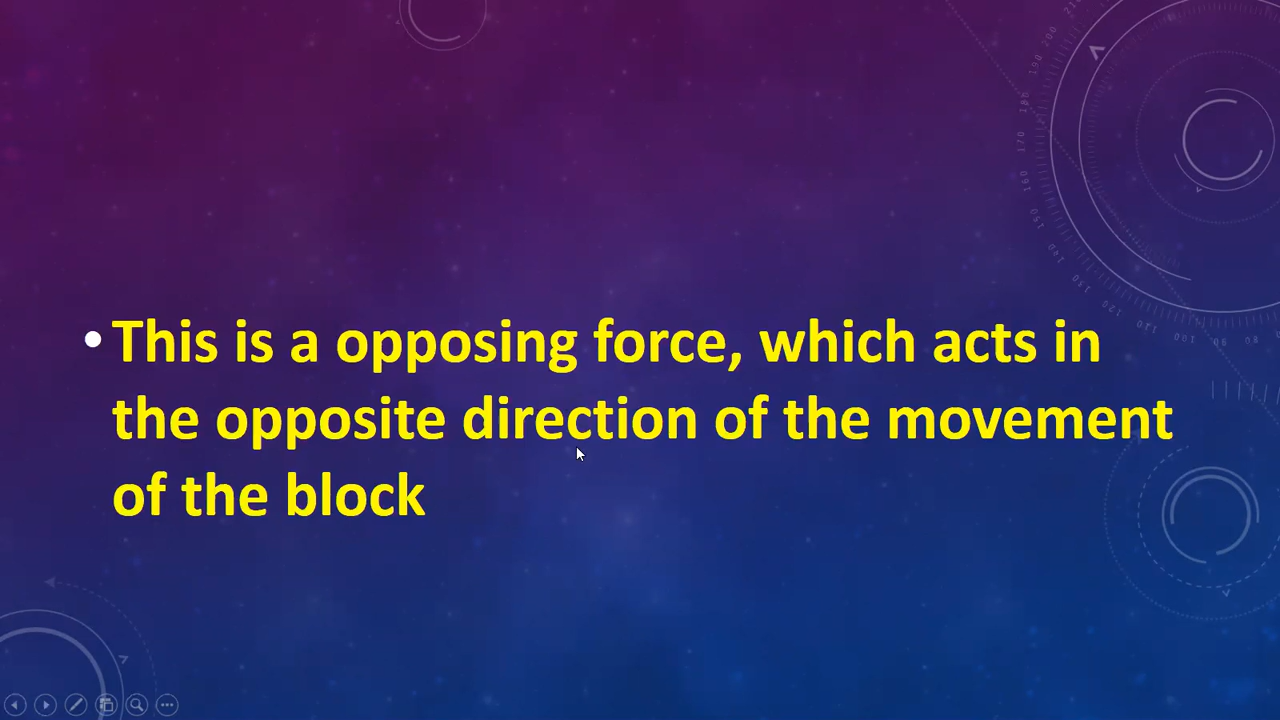 • This is a opposing force, which acts in
the opposite direction of the movement
of the block